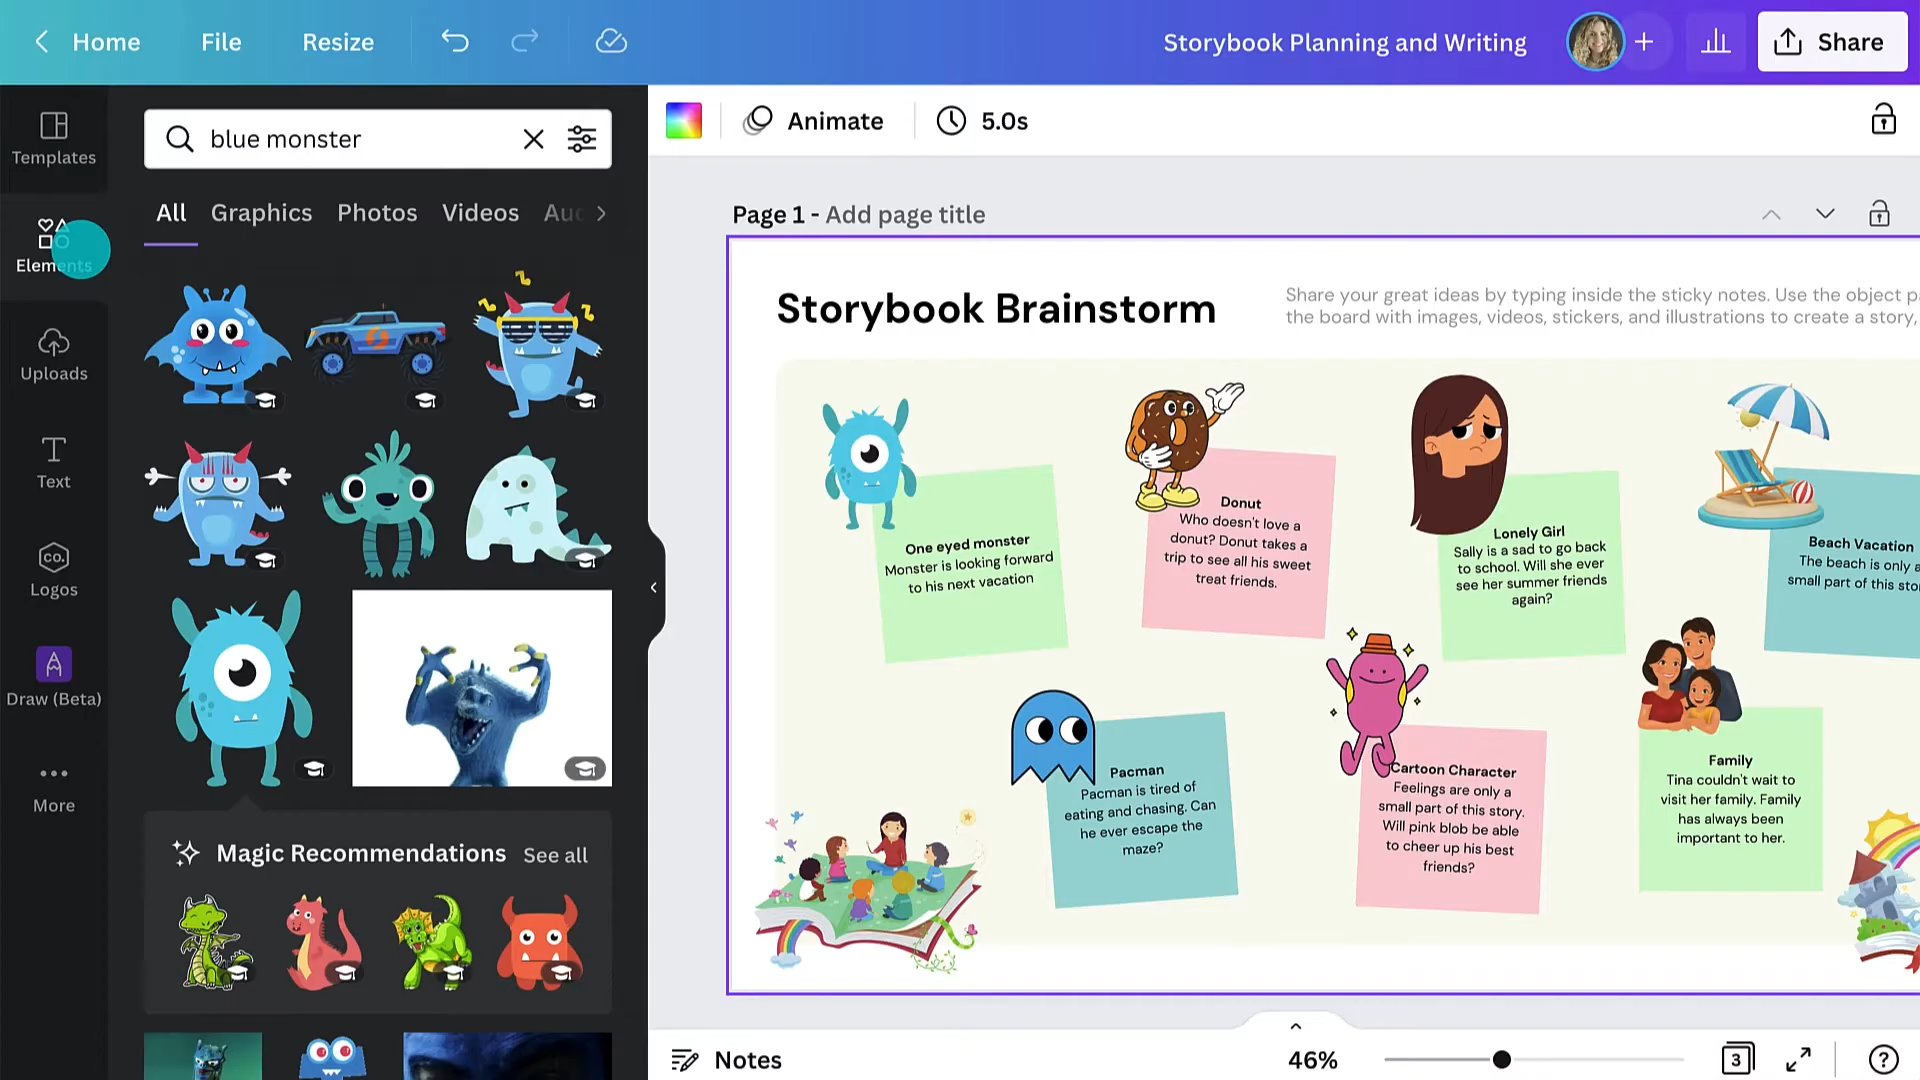 Home
File
Resize
Storybook Planning and Writing
Share
Templates
Elements
Uploads
Text
CO.
Logos
Draw (Beta)
More
blue monster
All
Graphics
Photos
Videos
Magic Recommendations
See all
Animate
5.0s
Page 1 - Add page title
Storybook Brainstorm
Share your great ideas by typing inside the sticky notes. Use the object
the board with images, videos, stickers, and illustrations to create a story,
One eyed monster
Monster is looking forward
to his next vacation
Donut
Who doesn't love a
donut? Donut takes a
trip to see all his sweet
treat friends.
Lonely Girl
Sally is a sad to go back
to school. Will she ever
see her summer friends
again?
Beach Vacation
The beach is only a
small part of this
Pacman
Pacman is tired of
eating and chasing. Can
he ever escape the
maze?
Cartoon Character
Feelings are only a
small part of this story.
Will pink blob be able
to cheer up his best
friends?
Family
Tina couldn't wait to
visit her family. Family
has always been
important to her.
Notes
46%
3
?